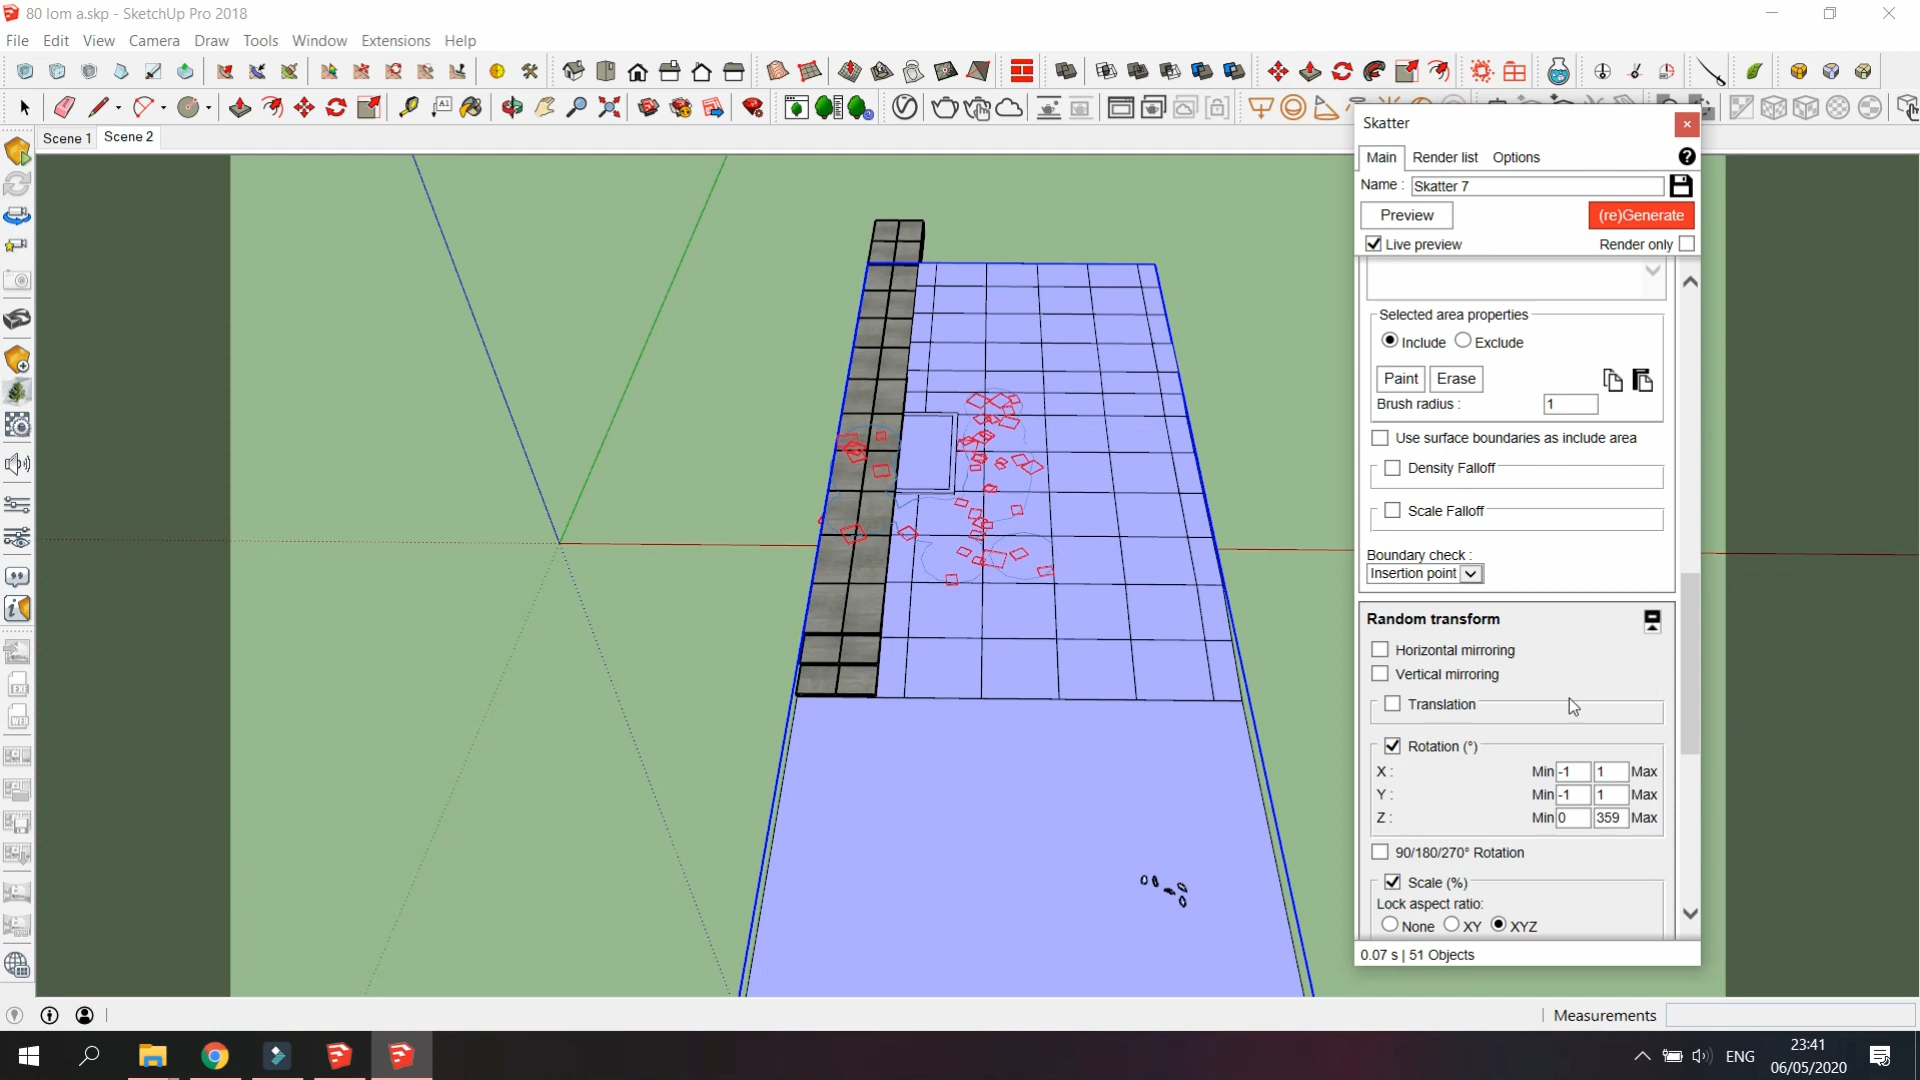 80 lom a.skp - SketchUp Pro 2018
File Edit View Camera Draw Tools Window Extensions Help
Scene 1 Scene 2
Skatter
Main Render list Options
Name : Skatter 7
Preview (re)Generate
Live preview Render only
Selected area properties
Include Exclude
Paint Erase
Brush radius : 1
Use surface boundaries as include area
Density Falloff
Scale Falloff
Boundary check :
Insertion point
Random transform
Horizontal mirroring
Vertical mirroring
Translation
Rotation (°)
X : Min -1 1 Max
Y : Min -1 1 Max
Z : Min 0 359 Max
90/180/270° Rotation
Scale (%)
Lock aspect ratio:
None XY XYZ
0.07 s | 51 Objects
Measurements
ENG
23:41
06/05/2020